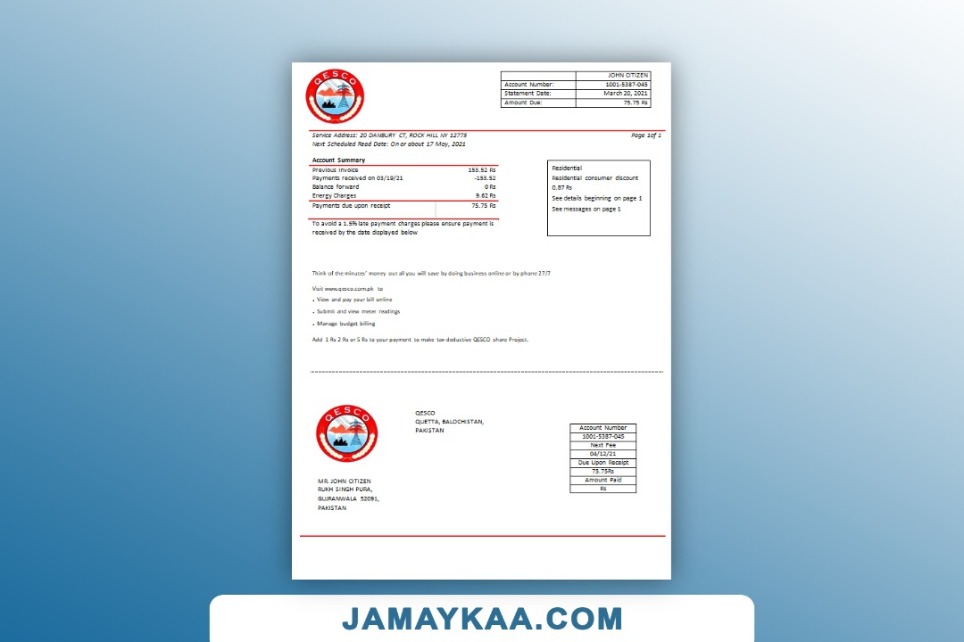 QESCO
JOHN CITIZEN
Account Number: 1001-5387-045
Statement Date: March 20, 2021
Amount Due: 75.75 Rs
Service Address: 20 DANBURY CT, ROCK HILL NY 12779 Page 1of 1
Next Scheduled Read Date: On or about 17 May, 2021
Account Summary
Previous Invoice 153.52 Rs
Payments received on 03/19/21 -153.52
Balance forward 0 Rs
Energy Charges 9.62 Rs
Payments due upon receipt 75.75 Rs
To avoid a 1.5% late payment charges please ensure payment is
received by the date displayed below
Residential
Residential consumer discount
0.87 Rs
See details beginning on page 1
See messages on page 1
Think of the minutes' money our all you will save by doing business online or by phone 27/7
Visit www.qesco.com.pk to
• View and pay your bill online
• Submit and view meter readings
• Manage budget billing
Add 1 Rs 2 Rs or 5 Rs to your payment to make tax-deductive QESCO share Project.
QESCO
QESCO
QUETTA, BALOCHISTAN,
PAKISTAN
MR. JOHN CITIZEN
RUKH SINGH PURA,
GUJRANWALA 52091,
PAKISTAN
Account Number
1001-5387-045
Next Fee
04/12/21
Due Upon Receipt
75.75Rs
Amount Paid
Rs
JAMAYKAA.COM